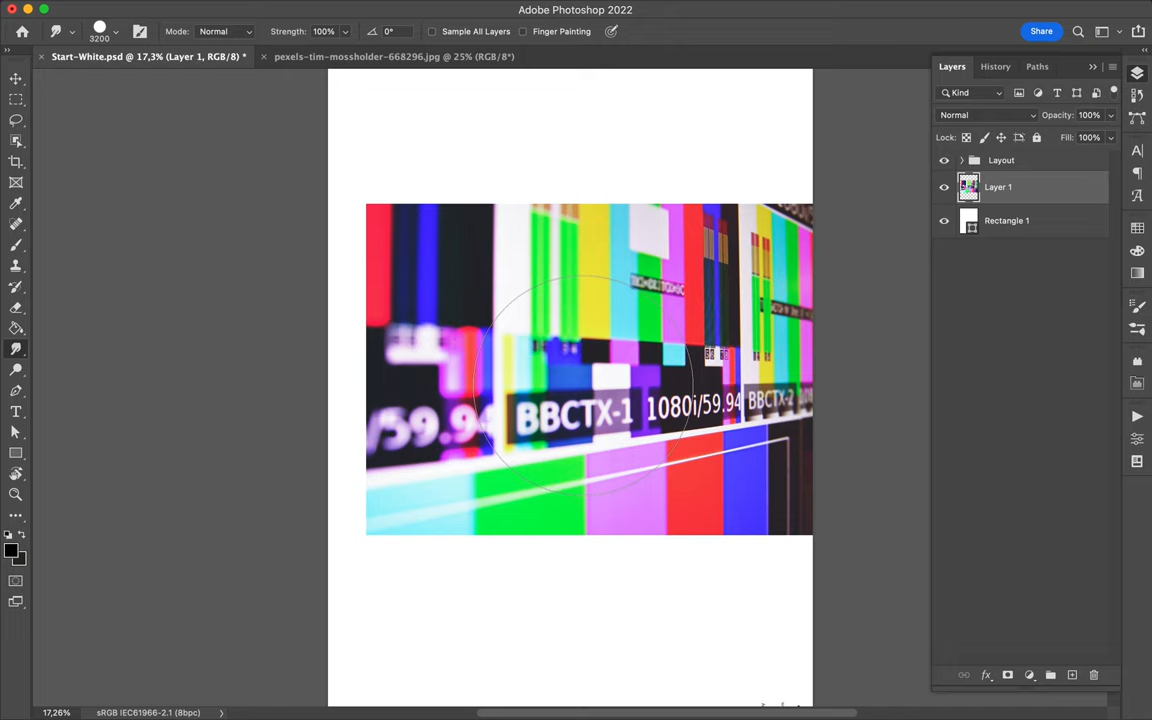 Adobe Photoshop 2022
3200
Mode: Normal
Strength: 100%
0°
Sample All Layers
Finger Painting
Share
Start-White.psd @ 17,3% (Layer 1, RGB/8) *
pexels-tim-mossholder-668296.jpg @ 25% (RGB/8*)
Layers
History
Paths
Kind
Normal
Opacity: 100%
Lock:
Fill: 100%
Layout
Layer 1
Rectangle 1
/59.94
BBCTX-1
1080i/59.94
BBCTX-2
17,26%
sRGB IEC61966-2.1 (8bpc)